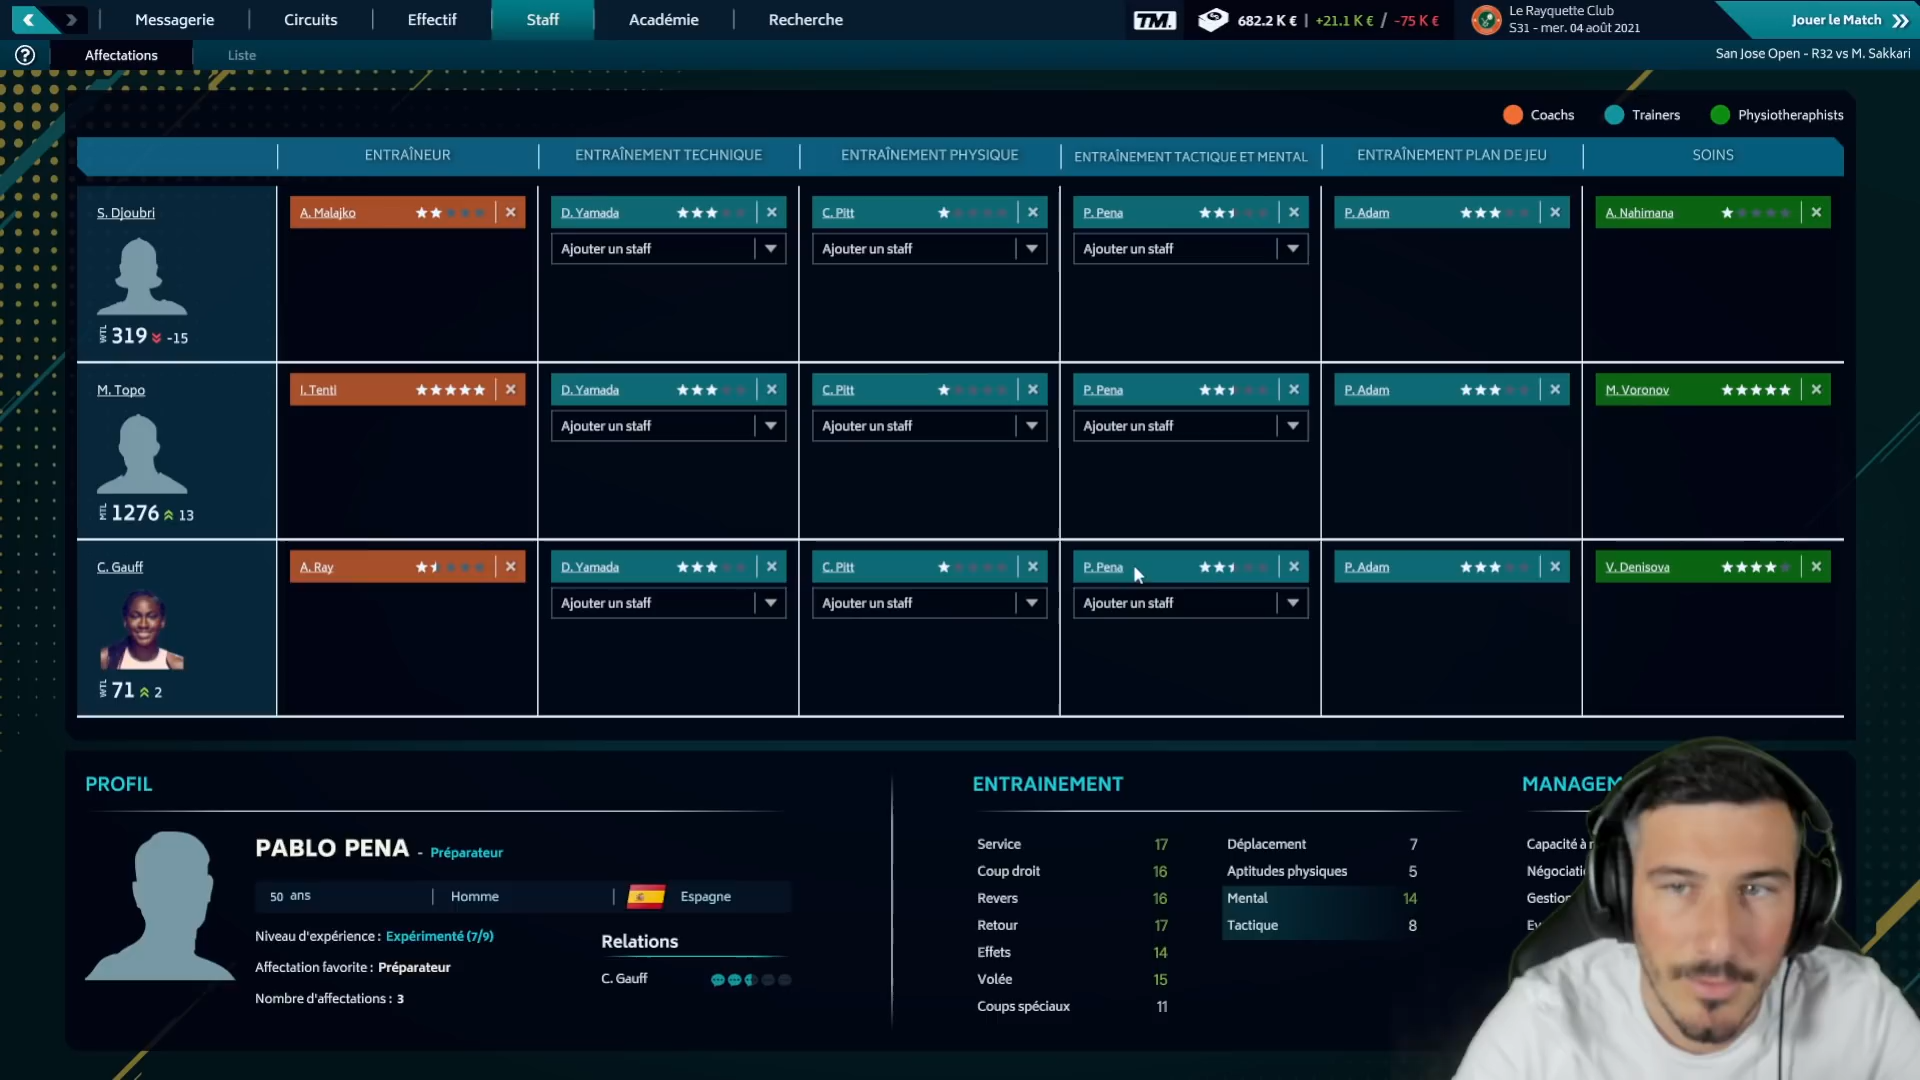 Messagerie
Circuits
Effectif
Staff
Académie
Recherche
TM.
682.2 K € | +21.1 K € / -75 K €
Le Rayquette Club
S31 - mer. 04 août 2021
Jouer le Match
?
Affectations
Liste
San Jose Open - R32 vs M. Sakkari
Coachs
Trainers
Physiotheraphists
ENTRAÎNEUR
ENTRAÎNEMENT TECHNIQUE
ENTRAÎNEMENT PHYSIQUE
ENTRAÎNEMENT TACTIQUE ET MENTAL
ENTRAÎNEMENT PLAN DE JEU
SOINS
S. Djoubri
A. Malajko
D. Yamada
C. Pitt
P. Pena
P. Adam
A. Nahimana
Ajouter un staff
Ajouter un staff
Ajouter un staff
WTL 319 -15
M. Topo
I. Tenti
D. Yamada
C. Pitt
P. Pena
P. Adam
M. Voronov
Ajouter un staff
Ajouter un staff
Ajouter un staff
MTL 1276 13
C. Gauff
A. Ray
D. Yamada
C. Pitt
P. Pena
P. Adam
V. Denisova
Ajouter un staff
Ajouter un staff
Ajouter un staff
WTL 71 2
PROFIL
PABLO PENA - Préparateur
50 ans
Homme
Espagne
Niveau d'expérience : Expérimenté (7/9)
Affectation favorite : Préparateur
Nombre d'affectations : 3
Relations
C. Gauff
ENTRAINEMENT
Service 17
Coup droit 16
Revers 16
Retour 17
Effets 14
Volée 15
Coups spéciaux 11
Déplacement 7
Aptitudes physiques 5
Mental 14
Tactique 8
MANAGEM
Capacité à
Négociati
Gestion